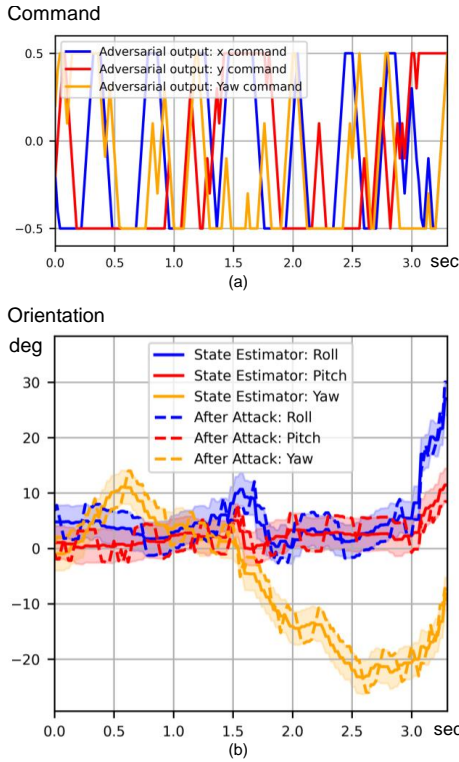 Command
0.5
0.0
−0.5
Adversarial output: x command
Adversarial output: y command
Adversarial output: Yaw command
0.0 0.5 1.0 1.5 2.0 2.5 3.0 sec
(a)
Orientation
deg
30
20
10
0
−10
−20
State Estimator: Roll
State Estimator: Pitch
State Estimator: Yaw
After Attack: Roll
After Attack: Pitch
After Attack: Yaw
0.0 0.5 1.0 1.5 2.0 2.5 3.0 sec
(b)